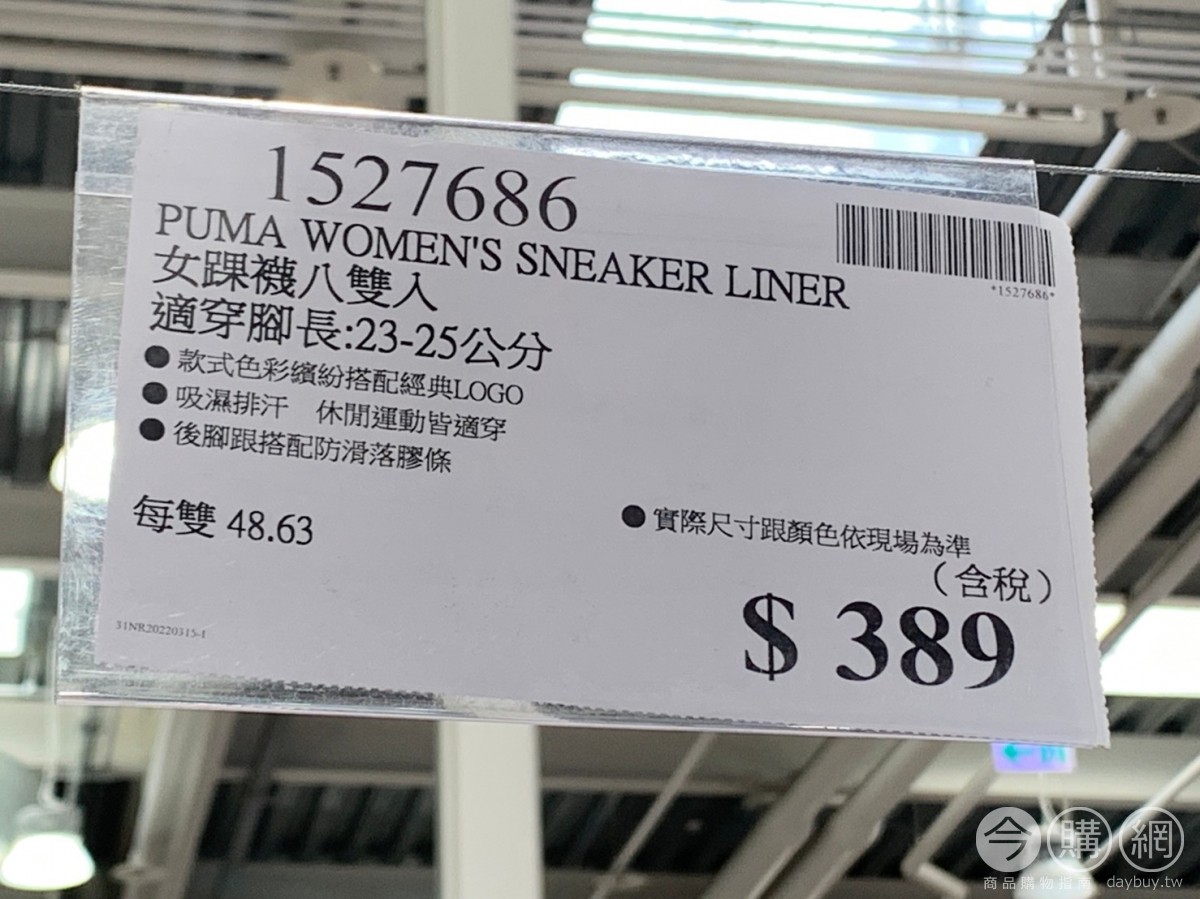 1527686
PUMA WOMEN'S SNEAKER LINER
*1527686*
女踝襪八雙入
適穿腳長:23-25公分
● 款式色彩繽紛搭配經典LOGO
● 吸濕排汗 休閒運動皆適穿
● 後腳跟搭配防滑落膠條
每雙 48.63
● 實際尺寸跟顏色依現場為準
(含稅)
$ 389
31NR20220315-1
今購網
商品購物指南 daybuy.tw